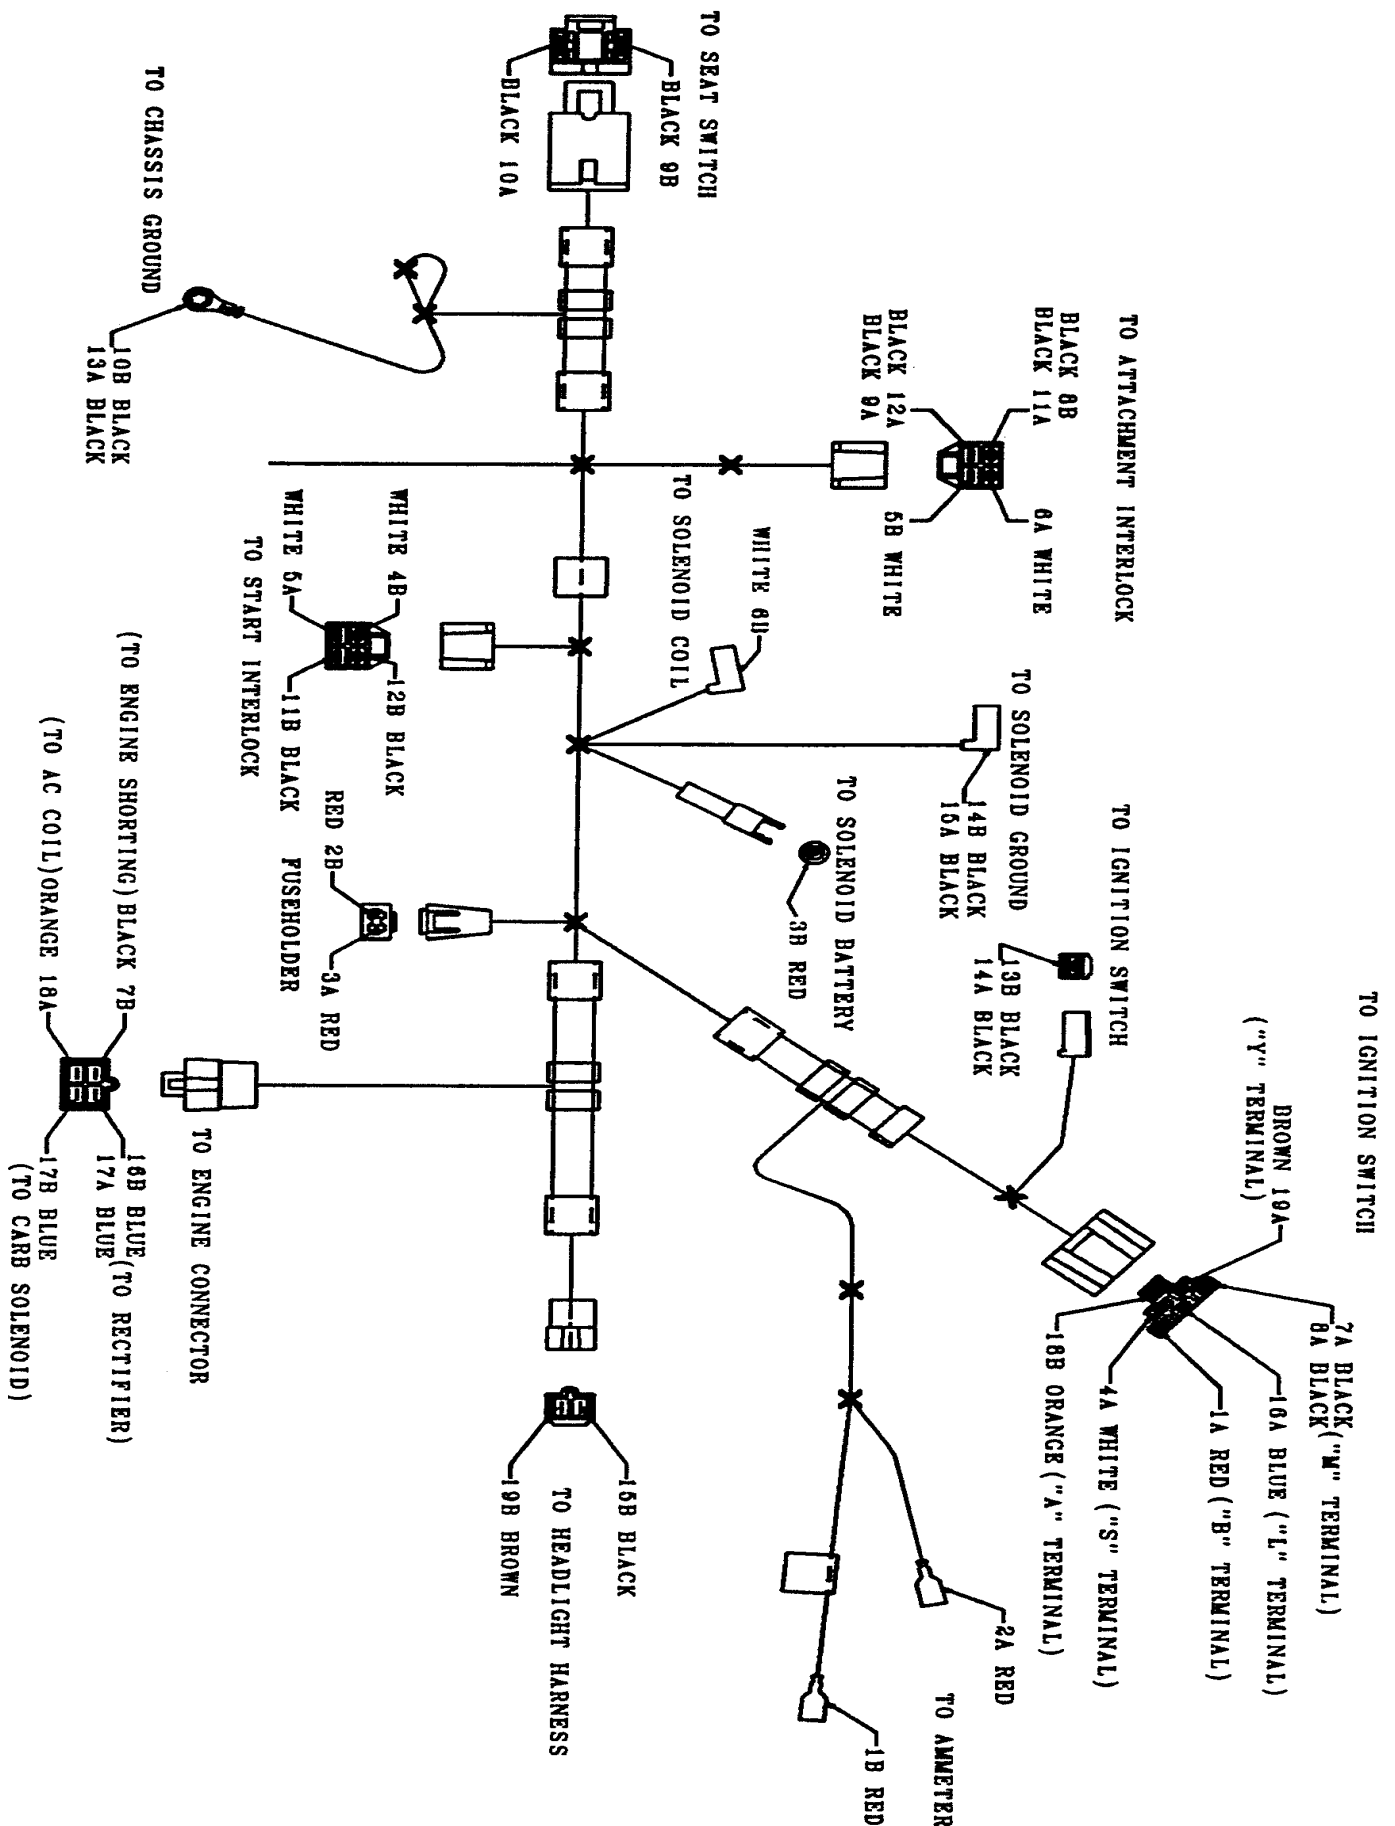 TO SEAT SWITCH
BLACK 9B
BLACK 10A
TO CHASSIS GROUND
10B BLACK
13A BLACK
TO ATTACHMENT INTERLOCK
BLACK 8B
BLACK 11A
BLACK 12A
BLACK 9A
6A WHITE
5B WHITE
TO SOLENOID COIL
WHITE
WHITE 4B
WHITE 5A
12B BLACK
11B BLACK
TO START INTERLOCK
TO SOLENOID GROUND
14B BLACK
15A BLACK
TO SOLENOID BATTERY
3B RED
RED 2B
3A RED
FUSEHOLDER
TO IGNITION SWITCH
13B BLACK
14A BLACK
TO IGNITION SWITCH
BROWN 19A
("Y" TERMINAL)
7A BLACK
8A BLACK ("M" TERMINAL)
16A BLUE ("L" TERMINAL)
1A RED ("B" TERMINAL)
4A WHITE ("S" TERMINAL)
18B ORANGE ("A" TERMINAL)
(TO ENGINE SHORTING) BLACK 7B
(TO AC COIL) ORANGE 18A
16B BLUE
17A BLUE (TO RECTIFIER)
17B BLUE
(TO CARB SOLENOID)
TO ENGINE CONNECTOR
15B BLACK
19B BROWN
TO HEADLIGHT HARNESS
2A RED
1B RED
TO AMMETER